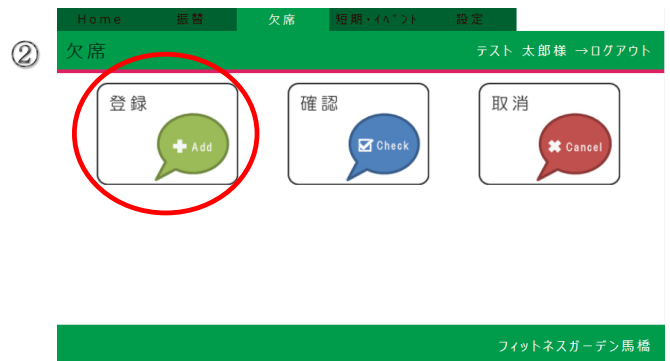 Home 振替 欠席 短期・イベント 設定
② 欠席 テスト 太郎様 →ログアウト
登録 確認 取消
Add Check Cancel
フィットネスガーデン馬橋